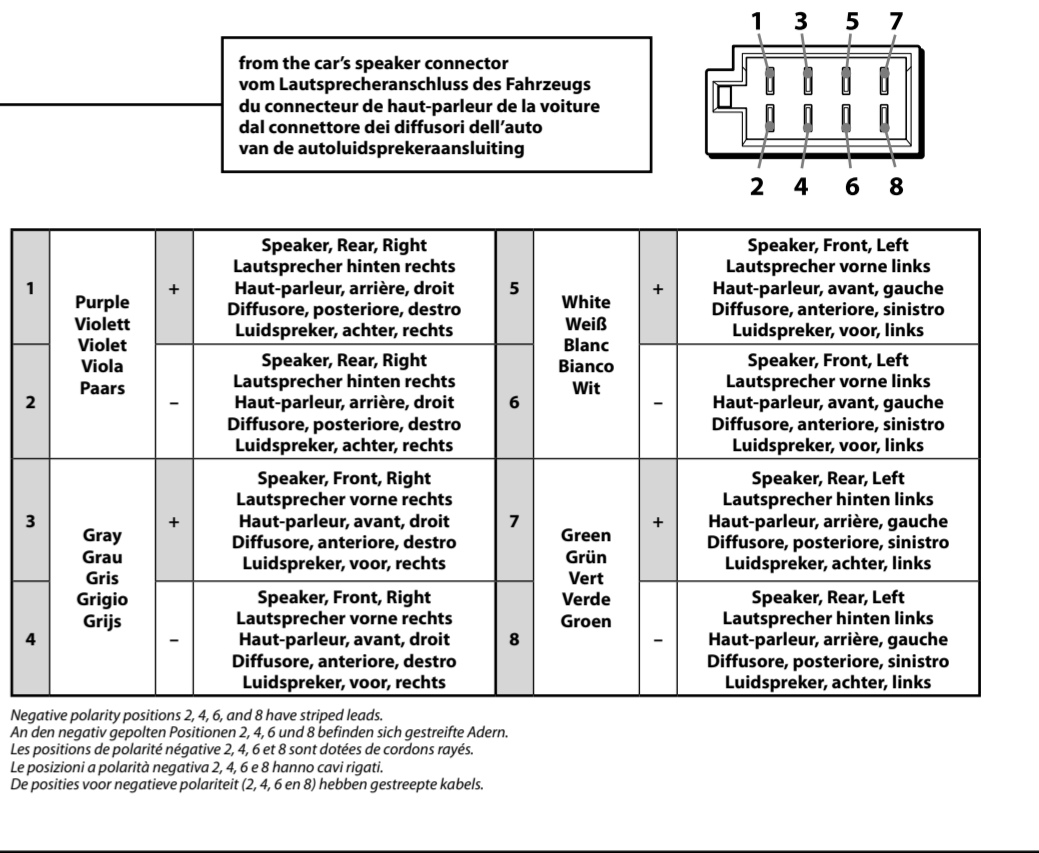 1 3 5 7
from the car's speaker connector
vom Lautsprecheranschluss des Fahrzeugs
du connecteur de haut-parleur de la voiture
dal connettore dei diffusori dell'auto
van de autoluidsprekeraansluiting
2 4 6 8
1
Purple
Violett
Violet
Viola
Paars
+
Speaker, Rear, Right
Lautsprecher hinten rechts
Haut-parleur, arrière, droit
Diffusore, posteriore, destro
Luidspreker, achter, rechts
2
–
Speaker, Rear, Right
Lautsprecher hinten rechts
Haut-parleur, arrière, droit
Diffusore, posteriore, destro
Luidspreker, achter, rechts
3
Gray
Grau
Gris
Grigio
Grijs
+
Speaker, Front, Right
Lautsprecher vorne rechts
Haut-parleur, avant, droit
Diffusore, anteriore, destro
Luidspreker, voor, rechts
4
–
Speaker, Front, Right
Lautsprecher vorne rechts
Haut-parleur, avant, droit
Diffusore, anteriore, destro
Luidspreker, voor, rechts
5
White
Weiß
Blanc
Bianco
Wit
+
Speaker, Front, Left
Lautsprecher vorne links
Haut-parleur, avant, gauche
Diffusore, anteriore, sinistro
Luidspreker, voor, links
6
–
Speaker, Front, Left
Lautsprecher vorne links
Haut-parleur, avant, gauche
Diffusore, anteriore, sinistro
Luidspreker, voor, links
7
Green
Grün
Vert
Verde
Groen
+
Speaker, Rear, Left
Lautsprecher hinten links
Haut-parleur, arrière, gauche
Diffusore, posteriore, sinistro
Luidspreker, achter, links
8
–
Speaker, Rear, Left
Lautsprecher hinten links
Haut-parleur, arrière, gauche
Diffusore, posteriore, sinistro
Luidspreker, achter, links
Negative polarity positions 2, 4, 6, and 8 have striped leads.
An den negativ gepolten Positionen 2, 4, 6 und 8 befinden sich gestreifte Adern.
Les positions de polarité négative 2, 4, 6 et 8 sont dotées de cordons rayés.
Le posizioni a polarità negativa 2, 4, 6 e 8 hanno cavi rigati.
De posities voor negatieve polariteit (2, 4, 6 en 8) hebben gestreepte kabels.